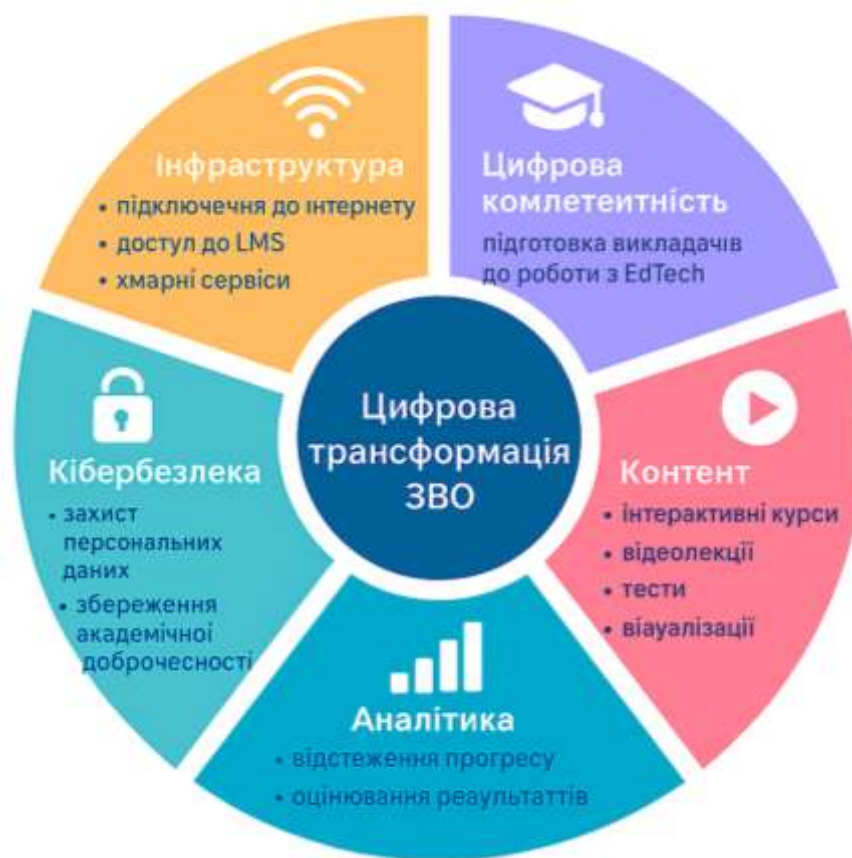 Інфраструктура
• підключечня до інтернету
• доступ до LMS
• хмарні сервіси
Цифрова
комлетеитність
підготовка викладачів
до роботи з EdTech
Цифрова
трансформація
ЗВО
Кібербезлека
• захист
персональних
даних
• збереження
академічної
доброчесності
Контент
• інтерактивні курси
• відеолекції
• тести
• віауалізації
Аналітика
• відстеження прогресу
• оцінювання реаультаттів